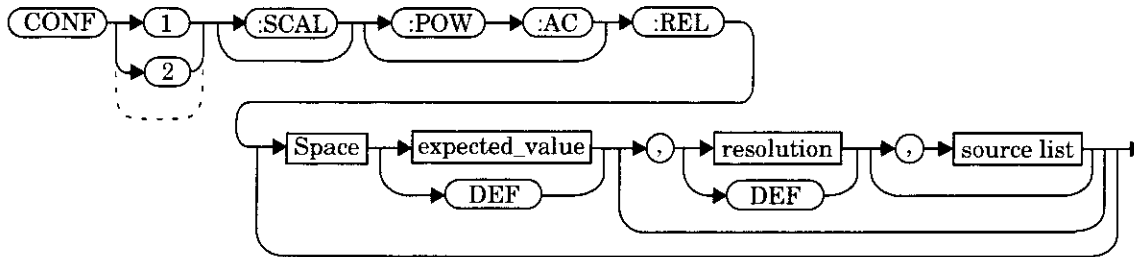 CONF 1 :SCAL :POW :AC :REL
2
Space expected_value , resolution , source list
DEF DEF